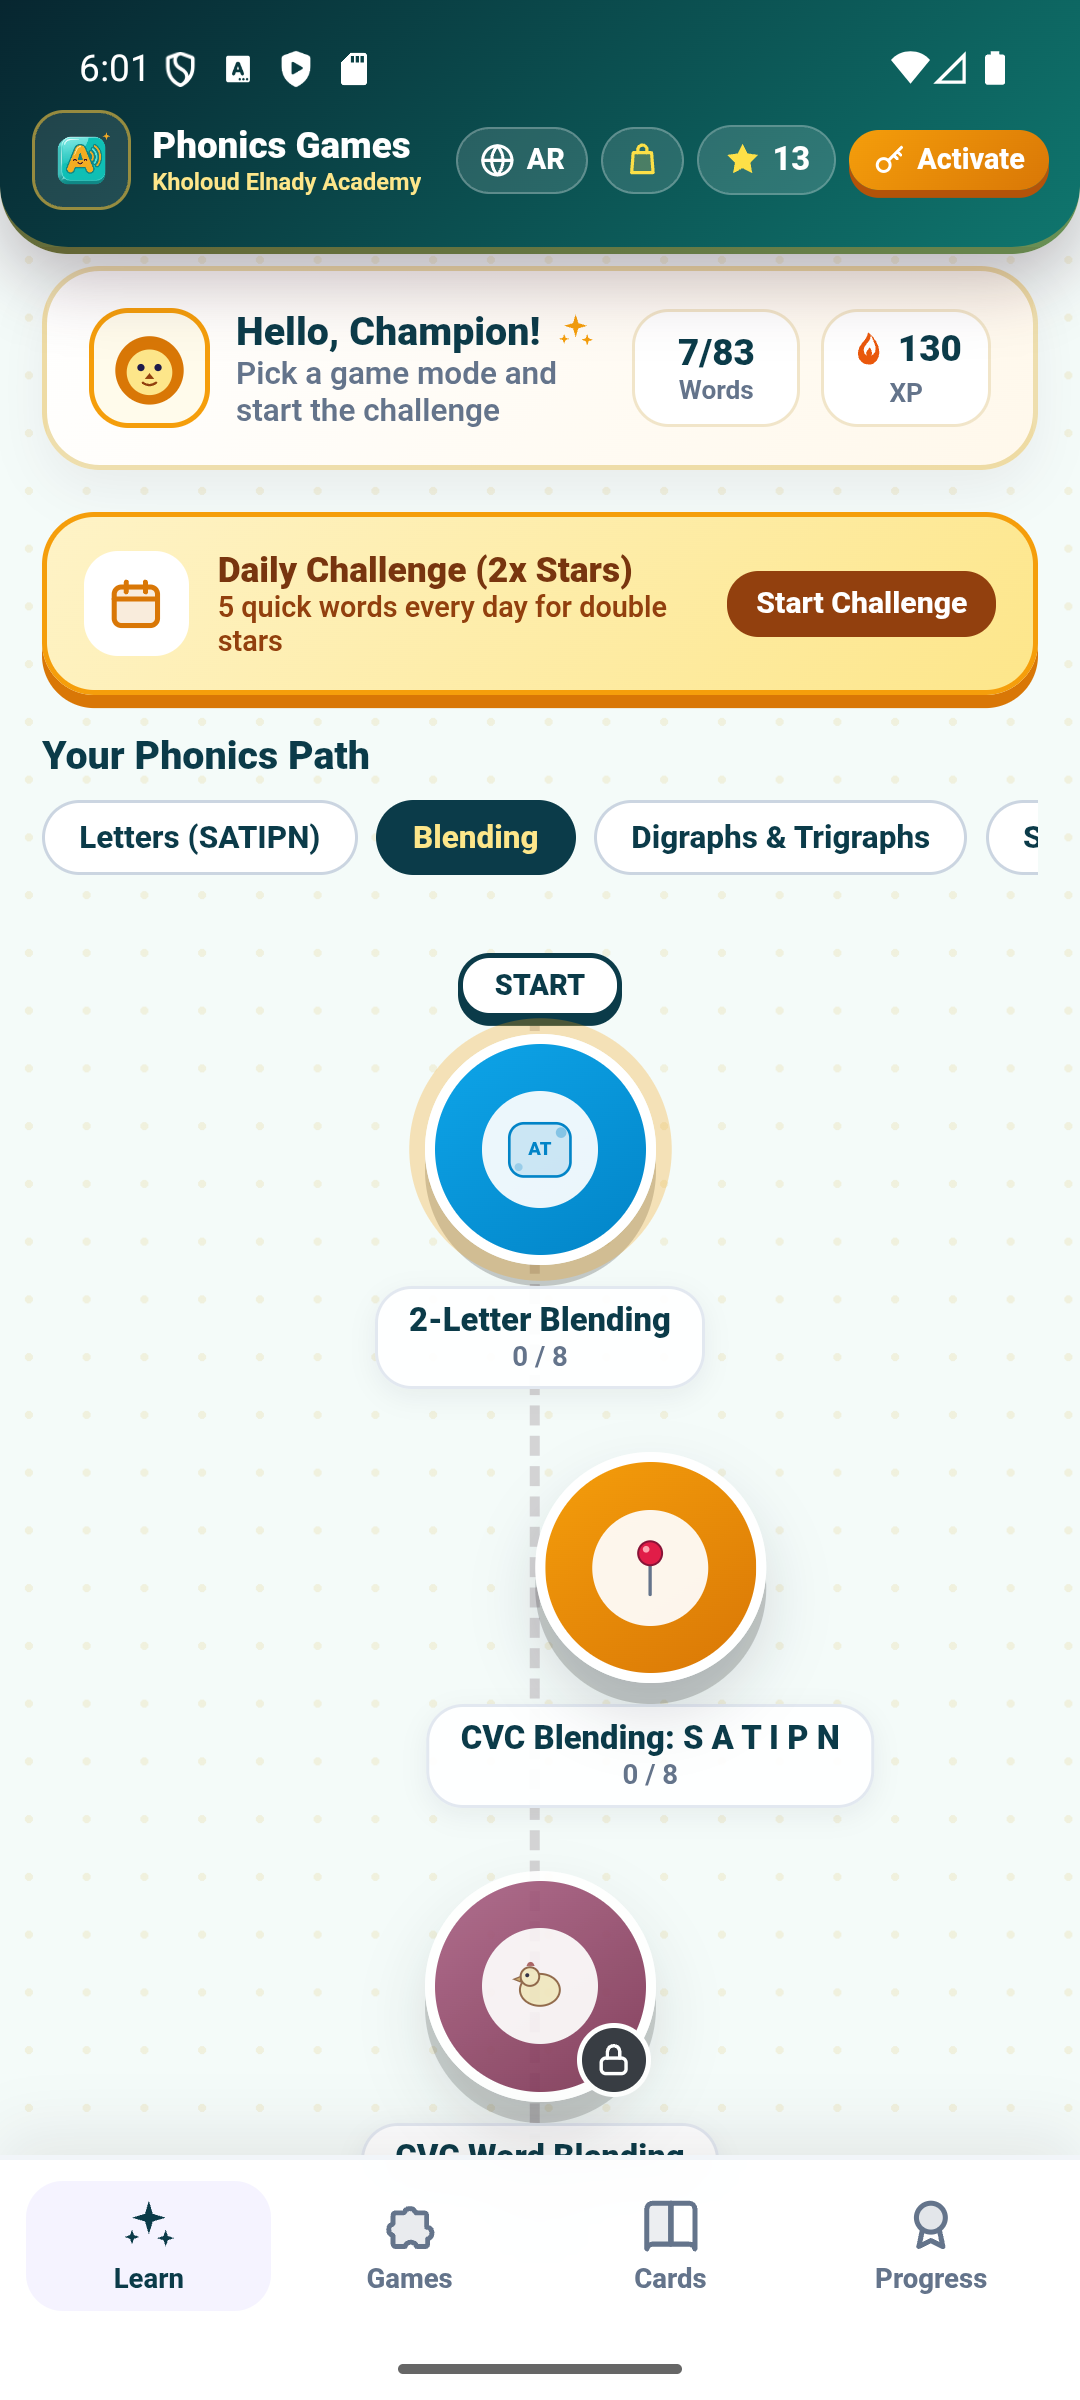 6:01
Phonics Games
Kholoud Elnady Academy
AR
13
Activate
Hello, Champion!
Pick a game mode and
start the challenge
7/83
Words
130
XP
Daily Challenge (2x Stars)
5 quick words every day for double
stars
Start Challenge
Your Phonics Path
Letters (SATIPN)
Blending
Digraphs & Trigraphs
S
START
AT
2-Letter Blending
0 / 8
CVC Blending: S A T I P N
0 / 8
CVC Word Blending
Learn
Games
Cards
Progress